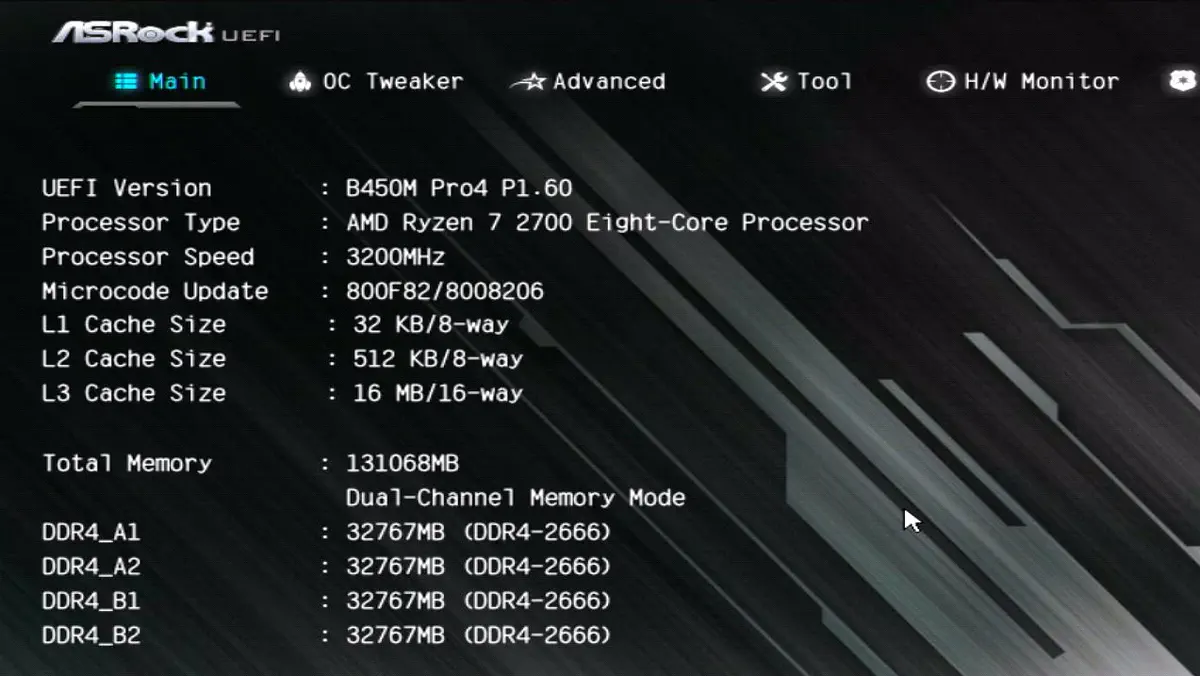 ASRock UEFI
Main OC Tweaker Advanced Tool H/W Monitor
UEFI Version : B450M Pro4 P1.60
Processor Type : AMD Ryzen 7 2700 Eight-Core Processor
Processor Speed : 3200MHz
Microcode Update : 800F82/8008206
L1 Cache Size : 32 KB/8-way
L2 Cache Size : 512 KB/8-way
L3 Cache Size : 16 MB/16-way
Total Memory : 131068MB
Dual-Channel Memory Mode
DDR4_A1 : 32767MB (DDR4-2666)
DDR4_A2 : 32767MB (DDR4-2666)
DDR4_B1 : 32767MB (DDR4-2666)
DDR4_B2 : 32767MB (DDR4-2666)